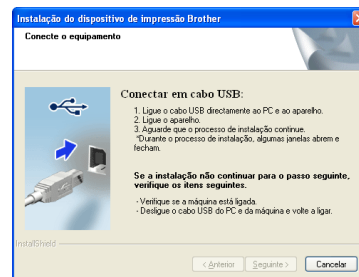 Instalação do dispositivo de impressão Brother
Conecte o equipamento
Conectar em cabo USB:
1. Ligue o cabo USB directamente ao PC e ao aparelho.
2. Ligue o aparelho.
3. Aguarde que o processo de instalação continue.
*Durante o processo de instalação, algumas janelas abrem e
fecham.
Se a instalação não continuar para o passo seguinte,
verifique os itens seguintes.
- Verifique se a máquina está ligada.
- Desligue o cabo USB do PC e da máquina e volte a ligar.
InstallShield
< Anterior
Seguinte >
Cancelar